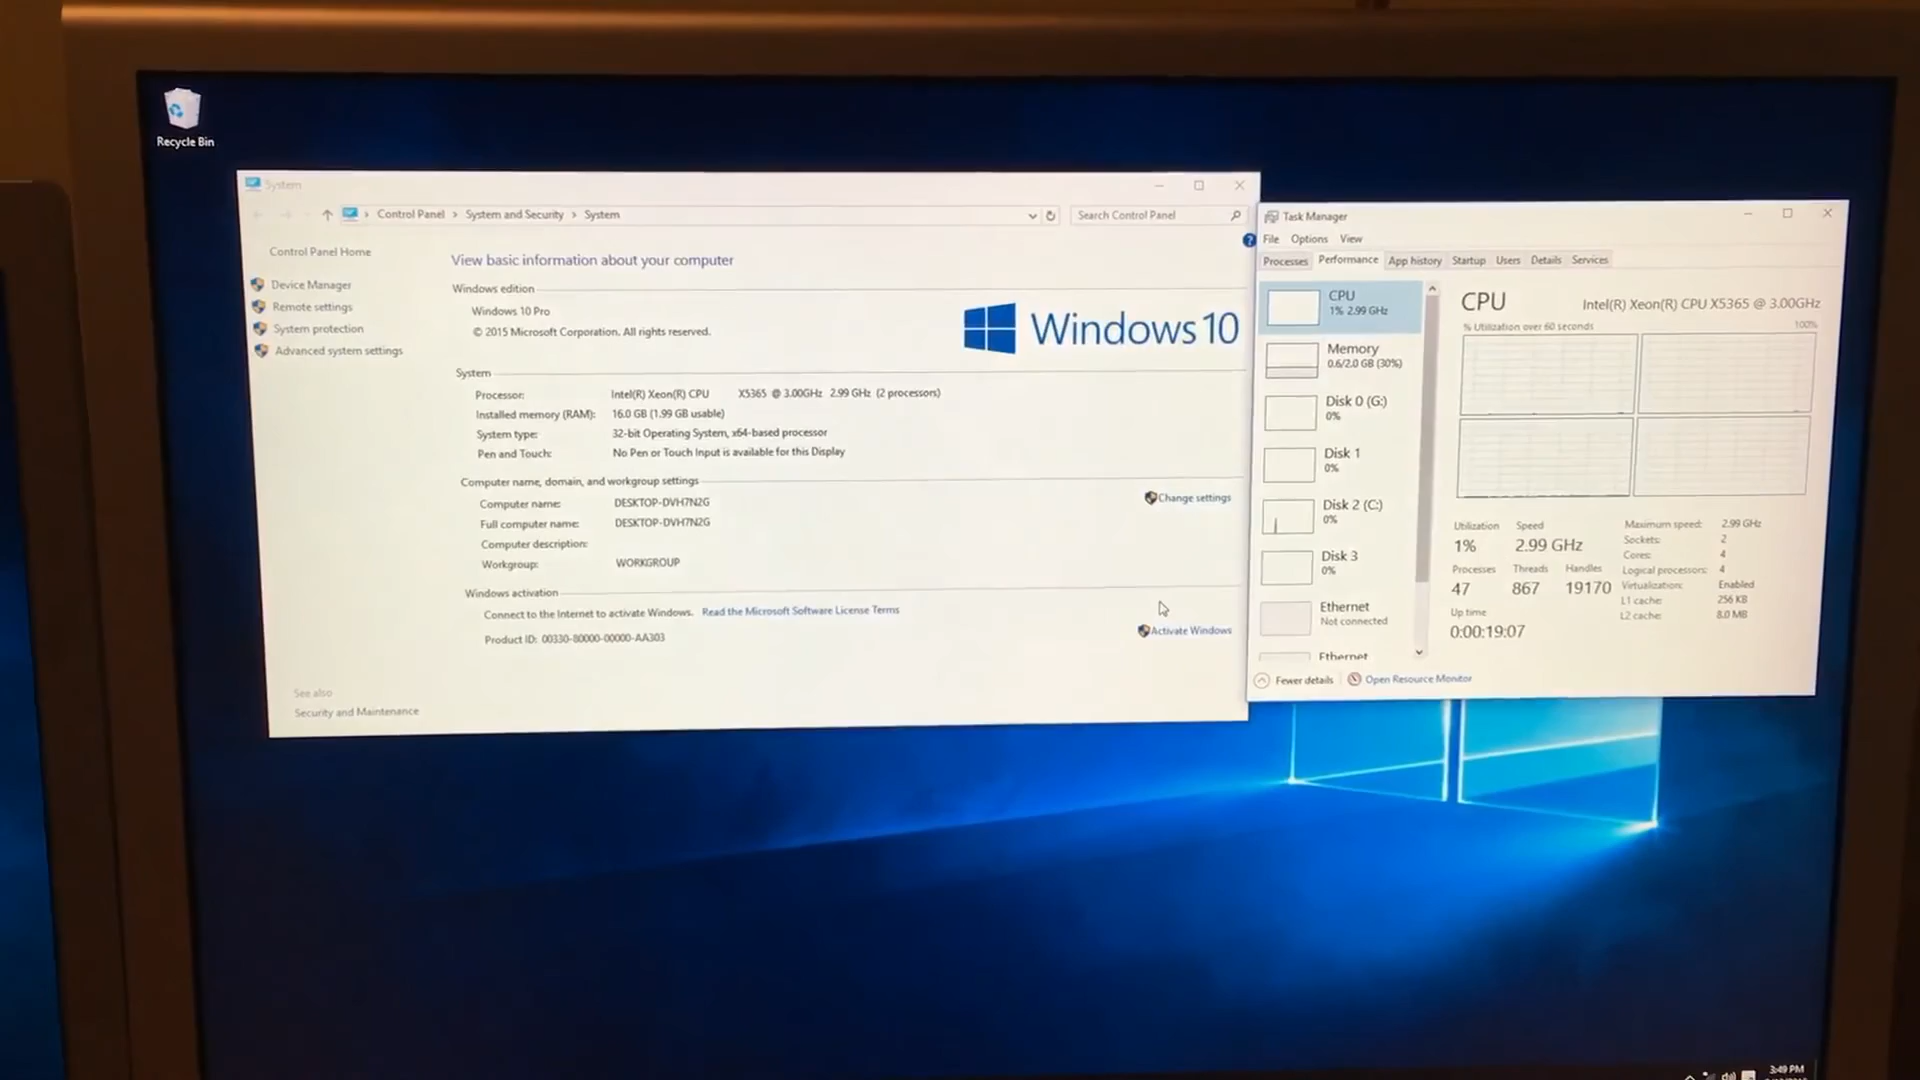 Recycle Bin
System
Control Panel > System and Security > System
Search Control Panel
Control Panel Home
Device Manager
Remote settings
System protection
Advanced system settings
See also
Security and Maintenance
View basic information about your computer
Windows edition
Windows 10 Pro
© 2015 Microsoft Corporation. All rights reserved.
Windows 10
System
Processor: Intel(R) Xeon(R) CPU X5365 @ 3.00GHz 2.99 GHz (2 processors)
Installed memory (RAM): 16.0 GB (1.99 GB usable)
System type: 32-bit Operating System, x64-based processor
Pen and Touch: No Pen or Touch Input is available for this Display
Computer name, domain, and workgroup settings
Computer name: DESKTOP-DVH7N2G
Change settings
Full computer name: DESKTOP-DVH7N2G
Computer description:
Workgroup: WORKGROUP
Windows activation
Connect to the Internet to activate Windows. Read the Microsoft Software License Terms
Product ID: 00330-80000-00000-AA303
Activate Windows
Task Manager
File Options View
Processes Performance App history Startup Users Details Services
CPU
1% 2.99 GHz
Memory
0.6/2.0 GB (30%)
Disk 0 (G:)
0%
Disk 1
0%
Disk 2 (C:)
0%
Disk 3
0%
Ethernet
Not connected
Ethernet
CPU Intel(R) Xeon(R) CPU X5365 @ 3.00GHz
% Utilization over 60 seconds 100%
Utilization Speed
1% 2.99 GHz
Processes Threads Handles
47 867 19170
Up time
0:00:19:07
Maximum speed: 2.99 GHz
Sockets: 2
Cores: 4
Logical processors: 4
Virtualization: Enabled
L1 cache: 256 KB
L2 cache: 8.0 MB
Fewer details Open Resource Monitor
3:49 PM